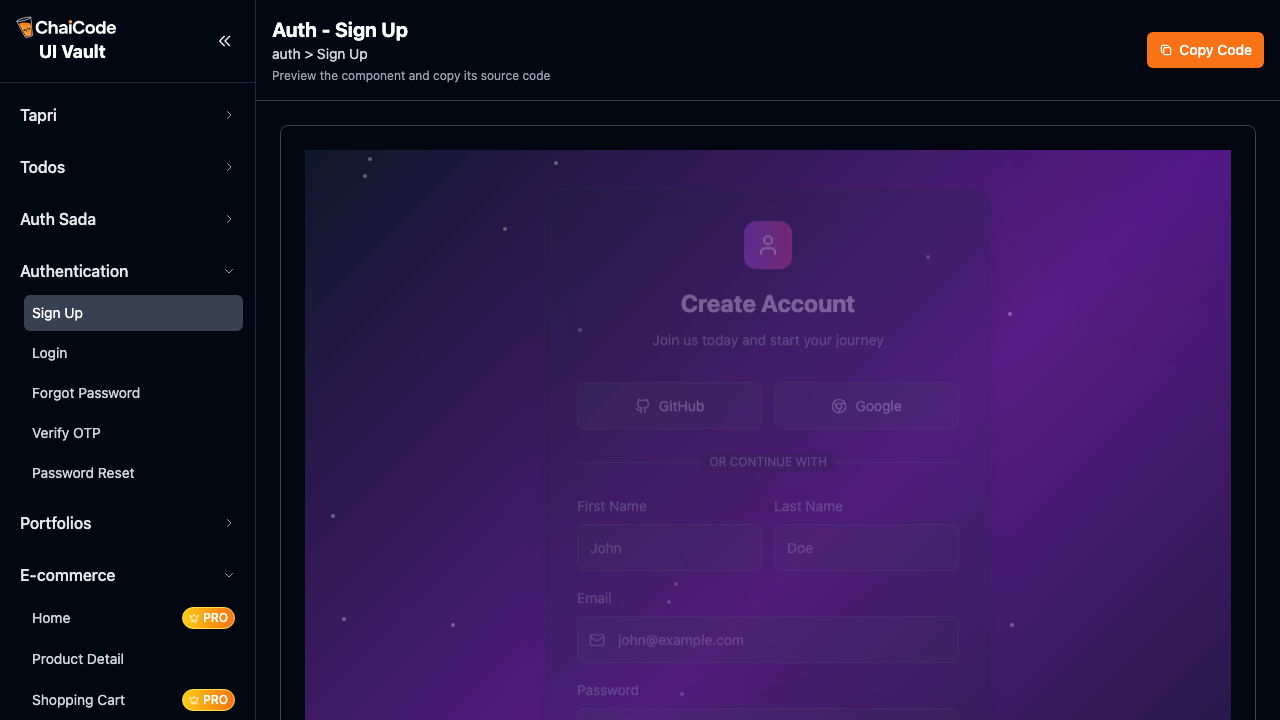 ChaiCode
UI Vault
Tapri
Todos
Auth Sada
Authentication
Sign Up
Login
Forgot Password
Verify OTP
Password Reset
Portfolios
E-commerce
Home
PRO
Product Detail
Shopping Cart
PRO
Auth - Sign Up
auth > Sign Up
Preview the component and copy its source code
Copy Code
Create Account
Join us today and start your journey
GitHub
Google
OR CONTINUE WITH
First Name
Last Name
John
Doe
Email
john@example.com
Password